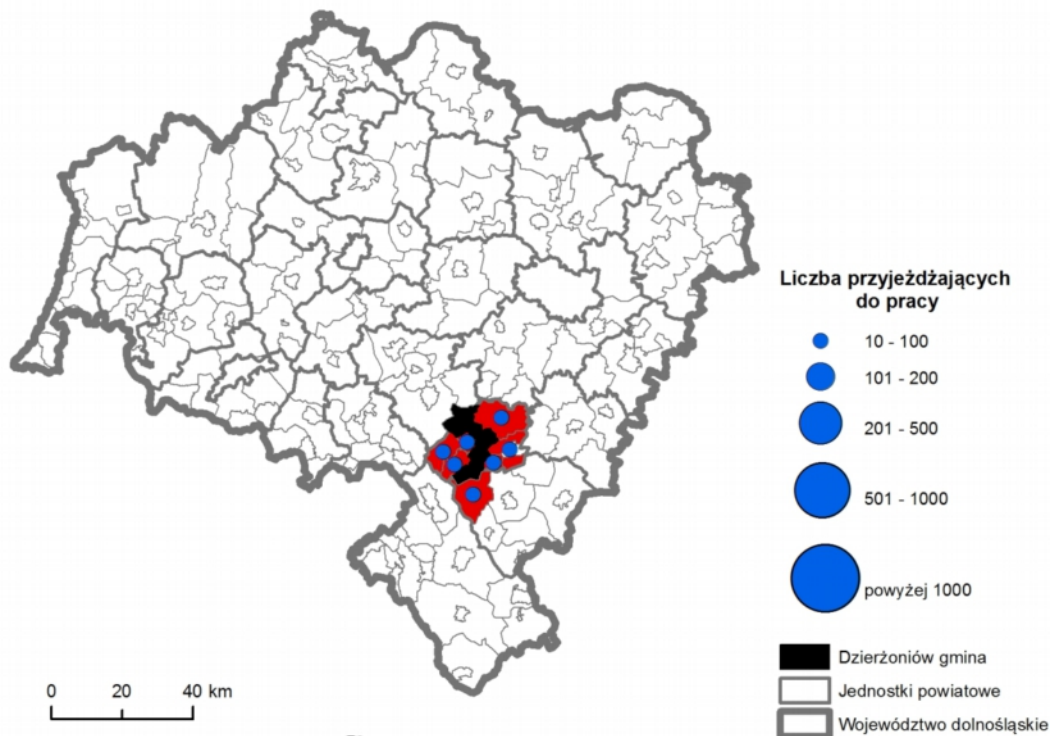 Liczba przyjeżdżających
do pracy
10 - 100
101 - 200
201 - 500
501 - 1000
powyżej 1000
Dzierżoniów gmina
Jednostki powiatowe
Województwo dolnośląskie
0 20 40 km